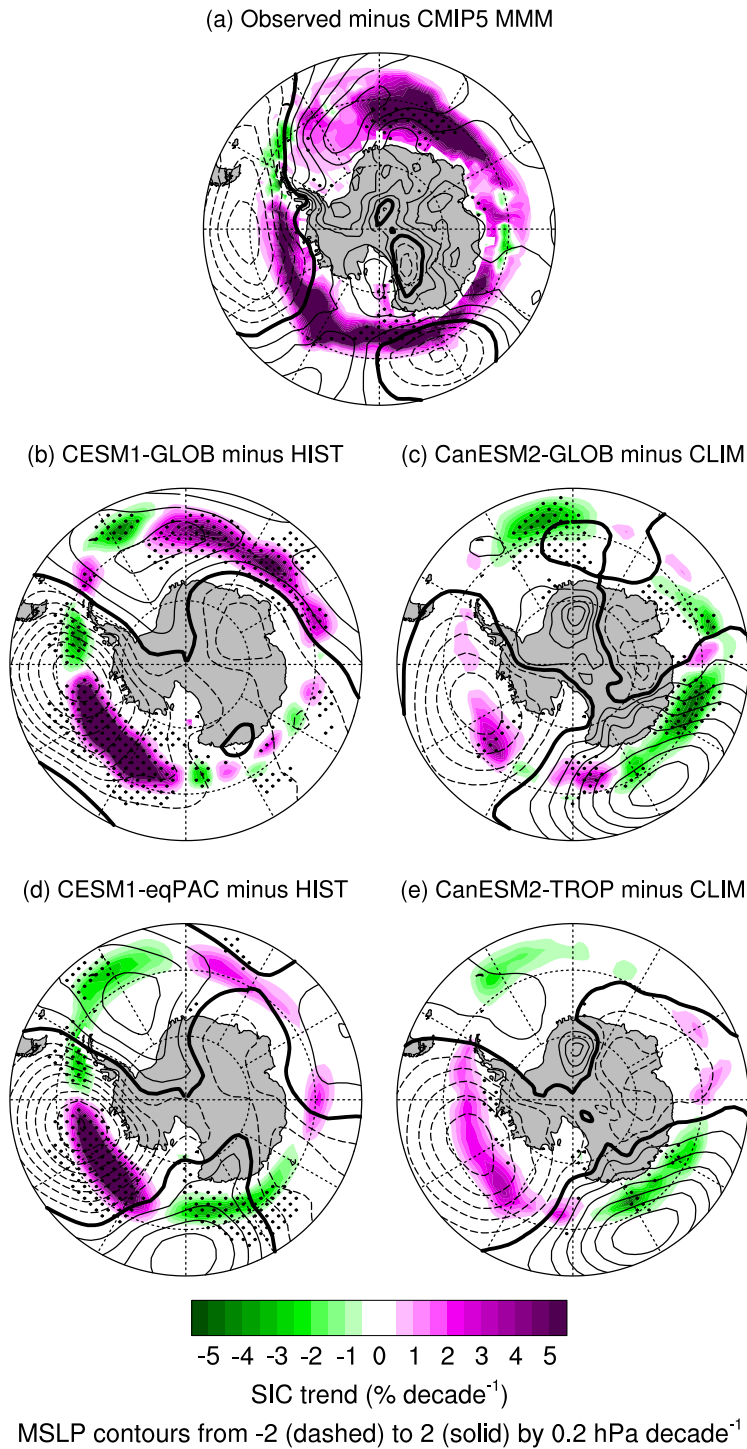 (a) Observed minus CMIP5 MMM
(b) CESM1-GLOB minus HIST
(c) CanESM2-GLOB minus CLIM
(d) CESM1-eqPAC minus HIST
(e) CanESM2-TROP minus CLIM
-5 -4 -3 -2 -1 0 1 2 3 4 5
SIC trend (% decade⁻¹)
MSLP contours from -2 (dashed) to 2 (solid) by 0.2 hPa decade⁻¹